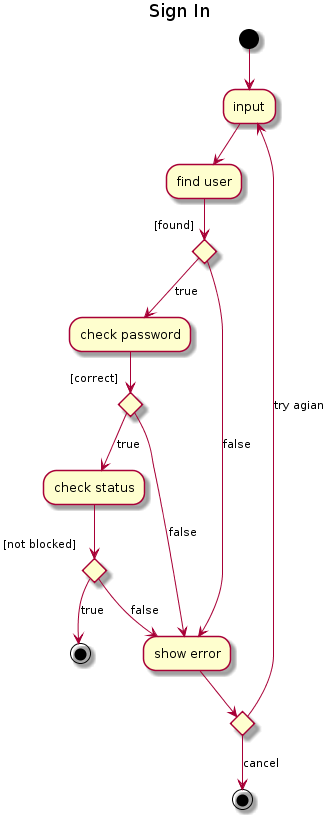 Sign In
input
find user
[found]
true
check password
[correct]
try agian
true
false
check status
false
[not blocked]
true
false
show error
cancel